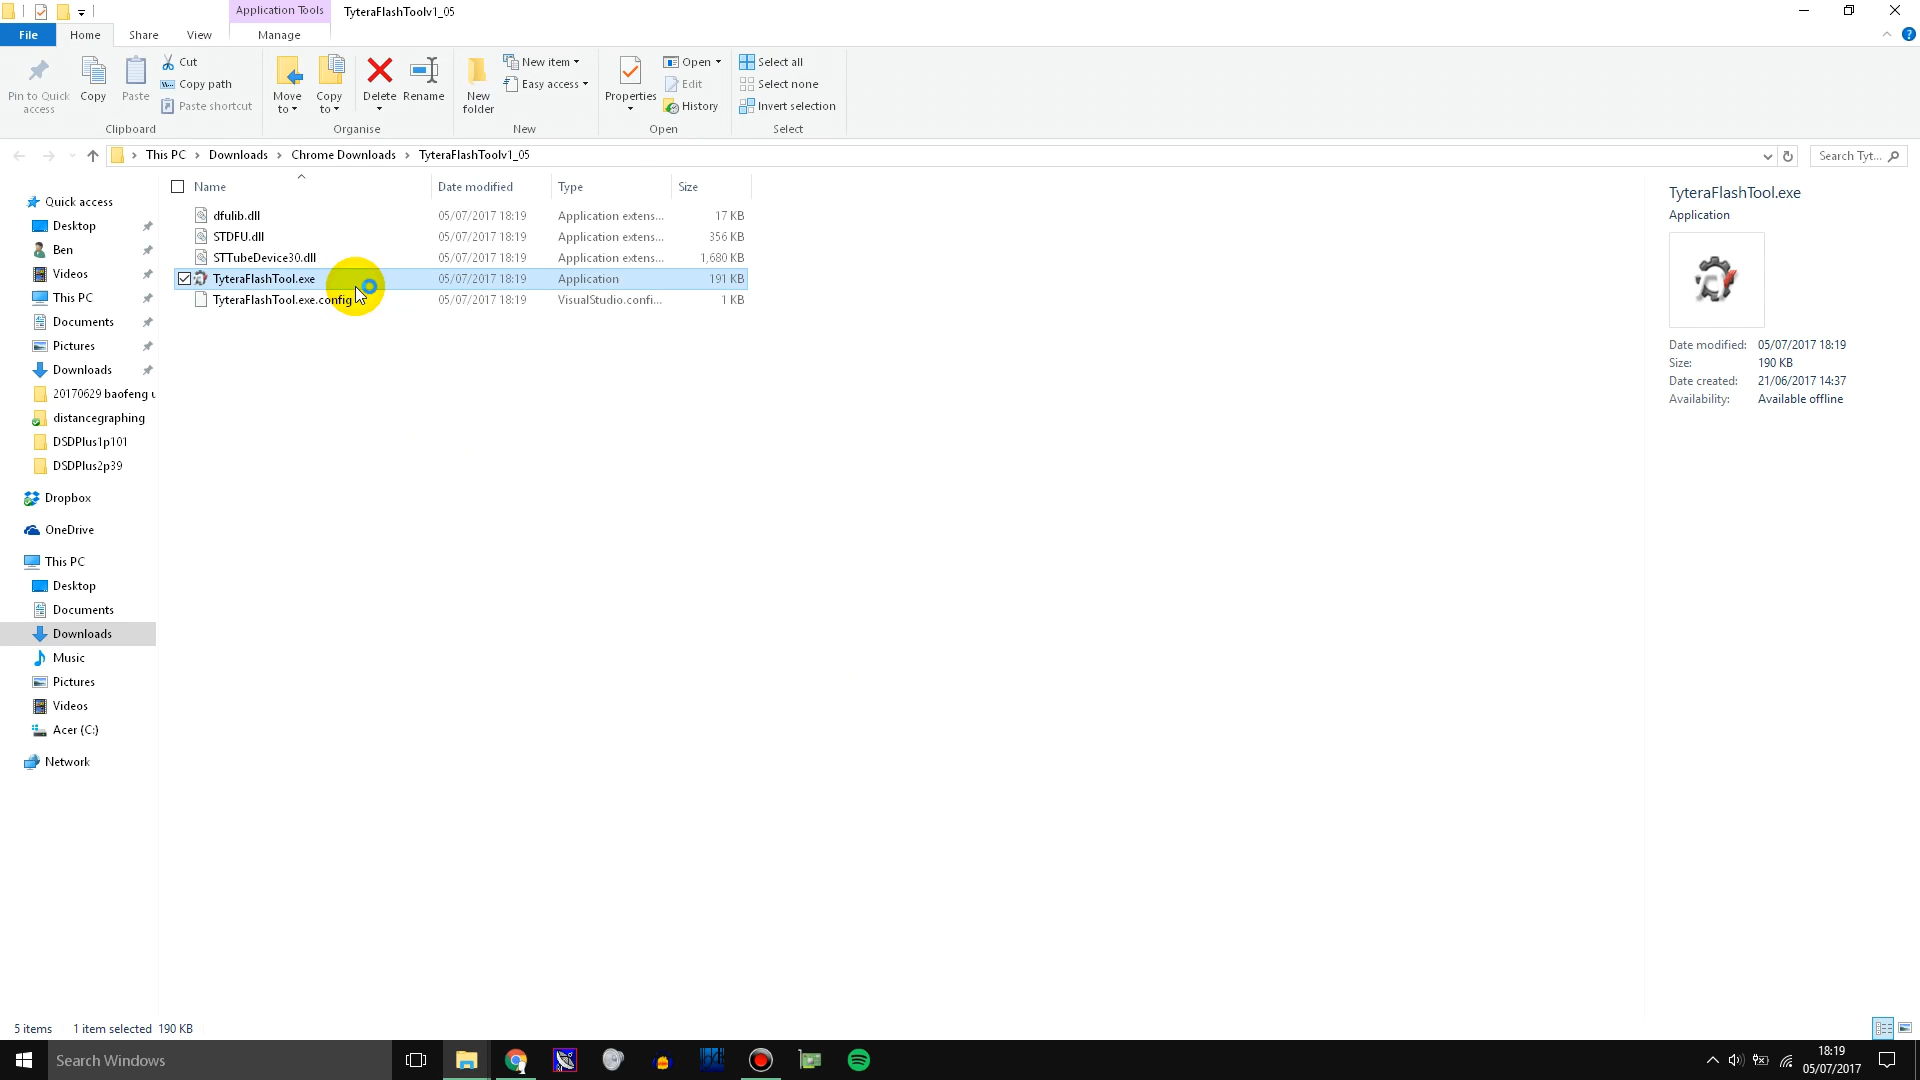 Application Tools
TyteraFlashToolv1_05
File
Home
Share
View
Manage
Pin to Quick access
Copy
Paste
Cut
Copy path
Paste shortcut
Clipboard
Move to
Copy to
Delete
Rename
Organise
New folder
New item
Easy access
New
Properties
Open
Edit
History
Open
Select all
Select none
Invert selection
Select
This PC
Downloads
Chrome Downloads
TyteraFlashToolv1_05
Search Tyt...
Name
Date modified
Type
Size
dfulib.dll 05/07/2017 18:19 Application extens... 17 KB
STDFU.dll 05/07/2017 18:19 Application extens... 356 KB
STTubeDevice30.dll 05/07/2017 18:19 Application extens... 1,680 KB
TyteraFlashTool.exe 05/07/2017 18:19 Application 191 KB
TyteraFlashTool.exe.config 05/07/2017 18:19 VisualStudio.confi... 1 KB
Quick access
Desktop
Ben
Videos
This PC
Documents
Pictures
Downloads
20170629 baofeng u
distancegraphing
DSDPlus1p101
DSDPlus2p39
Dropbox
OneDrive
This PC
Desktop
Documents
Downloads
Music
Pictures
Videos
Acer (C:)
Network
TyteraFlashTool.exe
Application
Date modified: 05/07/2017 18:19
Size: 190 KB
Date created: 21/06/2017 14:37
Availability: Available offline
5 items
1 item selected 190 KB
Search Windows
18:19
05/07/2017